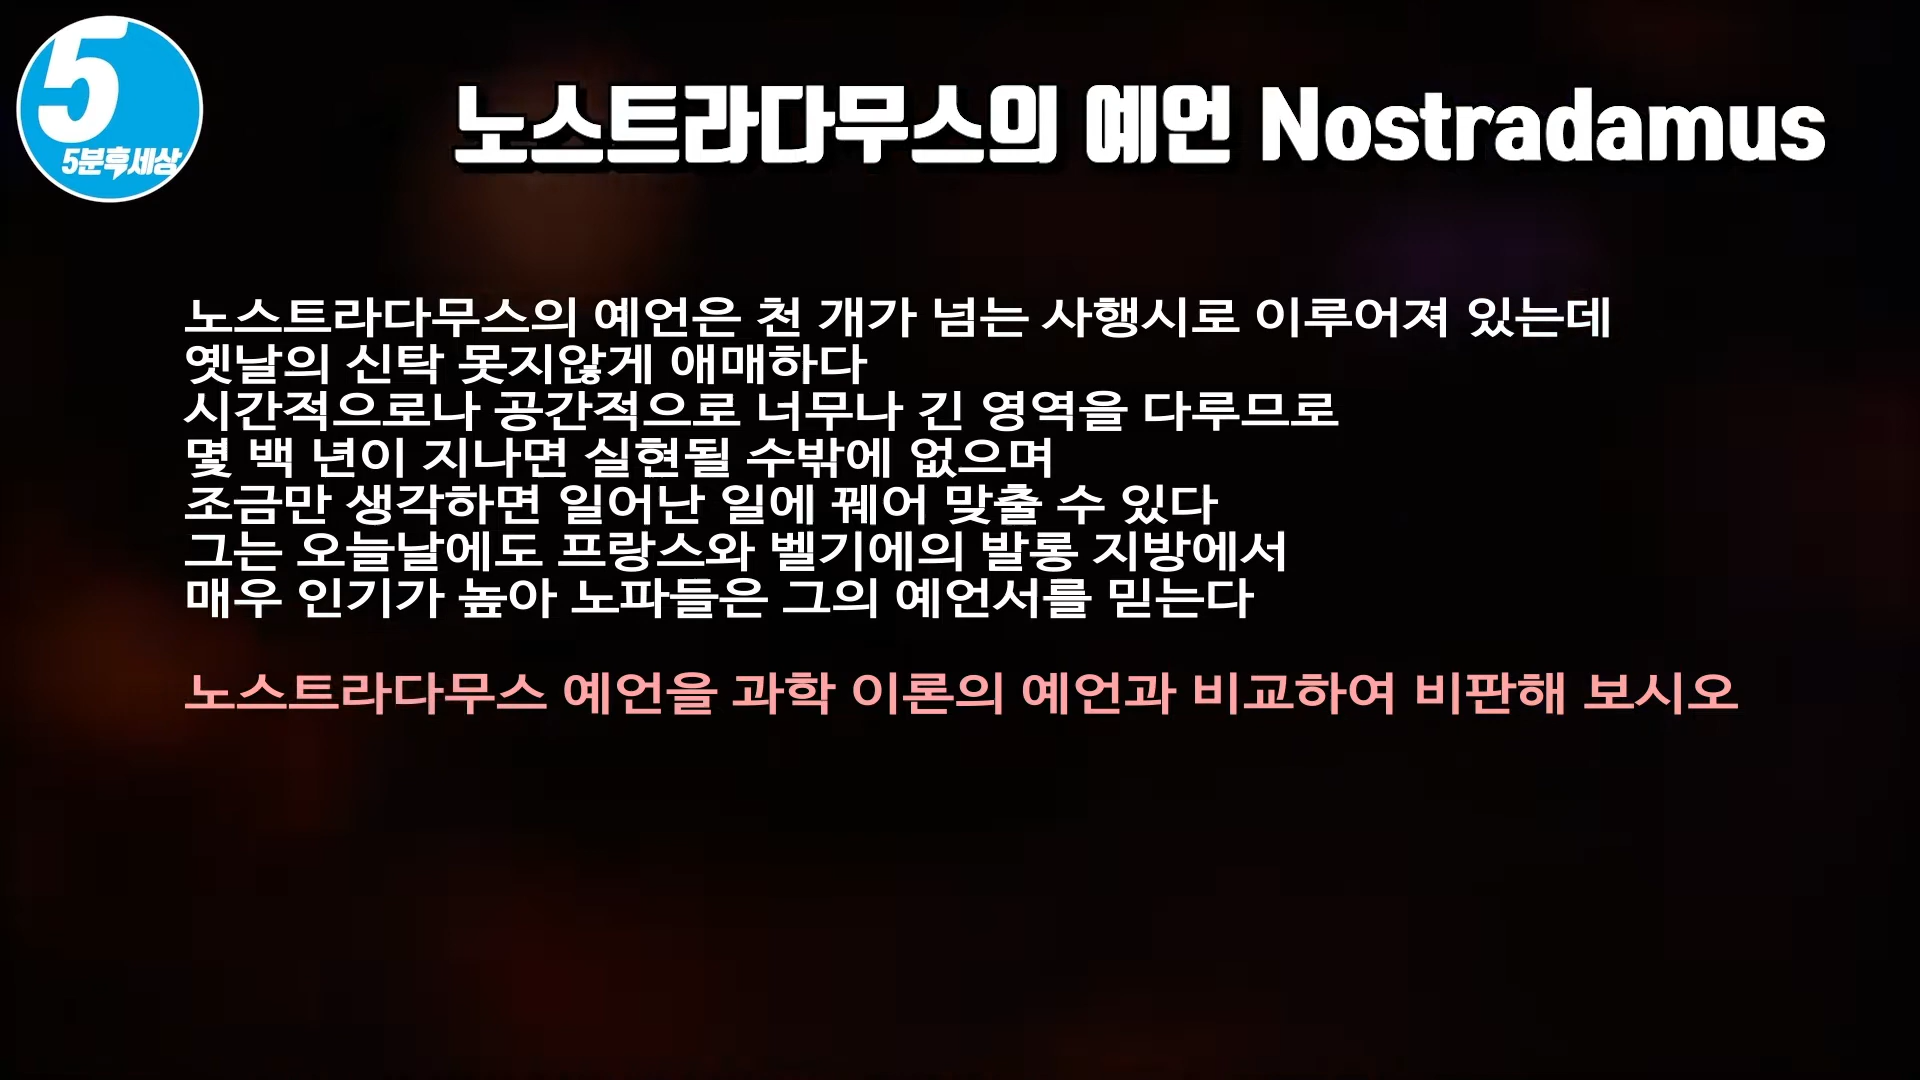 5
5분후세상
노스트라다무스의 예언 Nostradamus
노스트라다무스의 예언은 천 개가 넘는 사행시로 이루어져 있는데
옛날의 신탁 못지않게 애매하다
시간적으로나 공간적으로 너무나 긴 영역을 다루므로
몇 백 년이 지나면 실현될 수밖에 없으며
조금만 생각하면 일어난 일에 꿰어 맞출 수 있다
그는 오늘날에도 프랑스와 벨기에의 발롱 지방에서
매우 인기가 높아 노파들은 그의 예언서를 믿는다
노스트라다무스 예언을 과학 이론의 예언과 비교하여 비판해 보시오